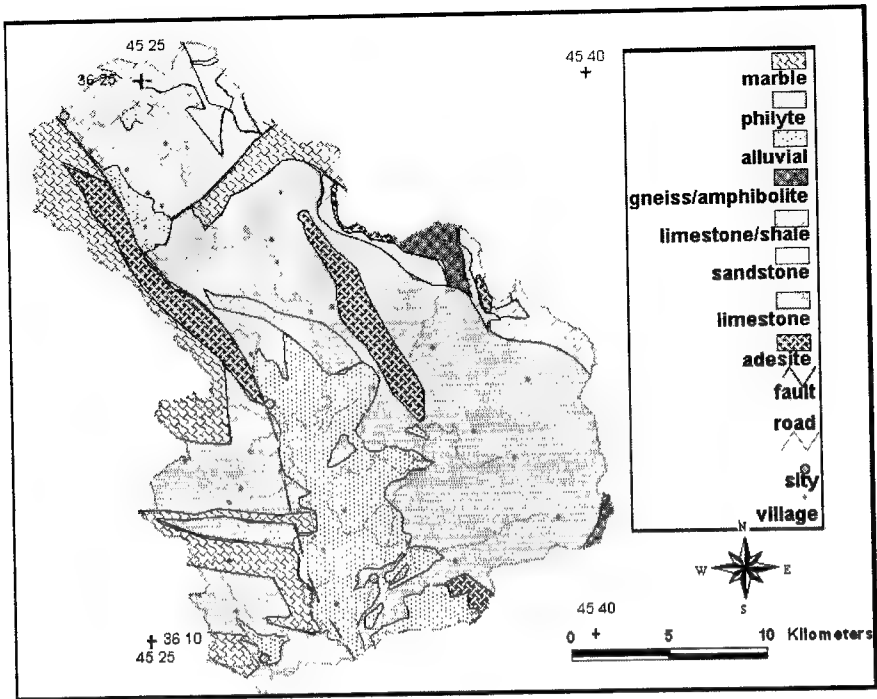 45 25
36 25
45 40
marble
philyte
alluvial
gneiss/amphibolite
limestone/shale
sandstone
limestone
adesite
fault
road
sity
village
N
W E
S
36 10
45 25
45 40
0 5 10 Kilometers